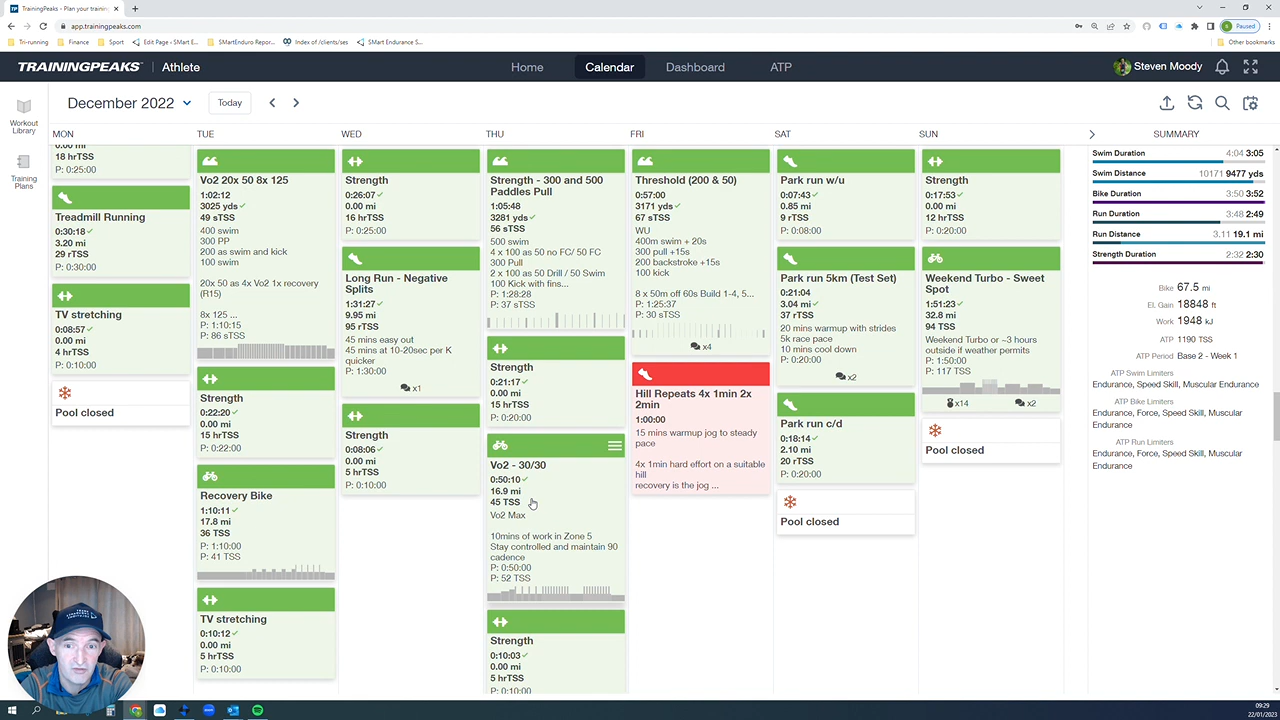 TP TrainingPeaks - Plan your trainin
app.trainingpeaks.com
Paused
Tri-running
Finance
Sport
Edit Page ‹ SMart E...
SMartEnduro Repor...
Index of /clients/ses
SMart Endurance S...
Other bookmarks
TRAININGPEAKS
Athlete
Home
Calendar
Dashboard
ATP
Steven Moody
Workout
Library
Training
Plans
December 2022
Today
MON
TUE
WED
THU
FRI
SAT
SUN
SUMMARY
0.00 mi
18 hrTSS
P: 0:25:00
Treadmill Running
0:30:18
3.20 mi
29 rTSS
P: 0:30:00
TV stretching
0:08:57
0.00 mi
4 hrTSS
P: 0:10:00
Pool closed
Vo2 20x 50 8x 125
1:02:12
3025 yds
49 sTSS
400 swim
300 PP
200 as swim and kick
100 swim
20x 50 as 4x Vo2 1x recovery
(R15)
8x 125 ...
P: 1:10:15
P: 86 sTSS
Strength
0:22:20
0.00 mi
15 hrTSS
P: 0:22:00
Recovery Bike
1:10:11
17.8 mi
36 TSS
P: 1:10:00
P: 41 TSS
TV stretching
0:10:12
0.00 mi
5 hrTSS
P: 0:10:00
Strength
0:26:07
0.00 mi
16 hrTSS
P: 0:25:00
Long Run - Negative
Splits
1:31:27
9.95 mi
95 rTSS
45 mins easy out
45 mins at 10-20sec per K
quicker
P: 1:30:00
x1
Strength
0:08:06
0.00 mi
5 hrTSS
P: 0:10:00
Strength - 300 and 500
Paddles Pull
1:05:48
3281 yds
56 sTSS
500 swim
4 x 100 as 50 no FC/ 50 FC
300 Pull
2 x 100 as 50 Drill / 50 Swim
100 Kick with fins...
P: 1:28:28
P: 37 sTSS
Strength
0:21:17
0.00 mi
15 hrTSS
P: 0:20:00
Vo2 - 30/30
0:50:10
16.9 mi
45 TSS
Vo2 Max
10mins of work in Zone 5
Stay controlled and maintain 90
cadence
P: 0:50:00
P: 52 TSS
Strength
0:10:03
0.00 mi
5 hrTSS
P: 0:10:00
Threshold (200 & 50)
0:57:00
3171 yds
67 sTSS
WU
400m swim + 20s
300 pull +15s
200 backstroke +15s
100 kick
8 x 50m off 60s Build 1-4, 5...
P: 1:25:37
P: 30 sTSS
x4
Hill Repeats 4x 1min 2x
2min
1:00:00
15 mins warmup jog to steady
pace
4x 1min hard effort on a suitable
hill
recovery is the jog ...
Park run w/u
0:07:43
0.85 mi
9 rTSS
P: 0:08:00
Park run 5km (Test Set)
0:21:04
3.04 mi
37 rTSS
20 mins warmup with strides
5k race pace
10 mins cool down
P: 0:20:00
x2
Park run c/d
0:18:14
2.10 mi
20 rTSS
P: 0:20:00
Pool closed
Strength
0:17:53
0.00 mi
12 hrTSS
P: 0:20:00
Weekend Turbo - Sweet
Spot
1:51:23
32.8 mi
94 TSS
Weekend Turbo or ~3 hours
outside if weather permits
P: 1:50:00
P: 117 TSS
x14 x2
Pool closed
Swim Duration 4:04 3:05
Swim Distance 10171 9477 yds
Bike Duration 3:50 3:52
Run Duration 3:48 2:49
Run Distance 3.11 19.1 mi
Strength Duration 2:32 2:30
Bike 67.5 mi
El. Gain 18848 ft
Work 1948 kJ
ATP 1190 TSS
ATP Period Base 2 - Week 1
ATP Swim Limiters
Endurance, Speed Skill, Muscular Endurance
ATP Bike Limiters
Endurance, Force, Speed Skill, Muscular
Endurance
ATP Run Limiters
Endurance, Force, Speed Skill, Muscular
Endurance
09:29
22/01/2023